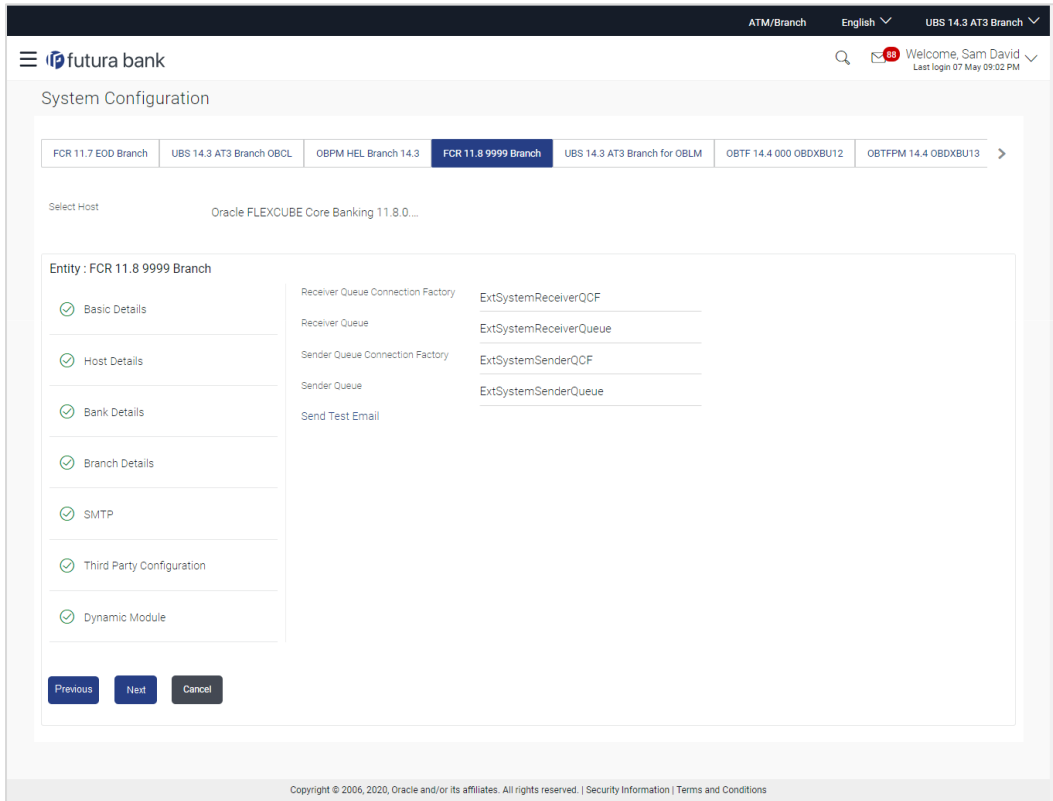 ATM/Branch English UBS 14.3 AT3 Branch
futura bank
88
Welcome, Sam David
Last login 07 May 09:02 PM
System Configuration
FCR 11.7 EOD Branch UBS 14.3 AT3 Branch OBCL OBPM HEL Branch 14.3 FCR 11.8 9999 Branch UBS 14.3 AT3 Branch for OBLM OBTF 14.4 000 OBDXBU12 OBTFPM 14.4 OBDXBU13
Select Host Oracle FLEXCUBE Core Banking 11.8.0....
Entity : FCR 11.8 9999 Branch
Basic Details
Host Details
Bank Details
Branch Details
SMTP
Third Party Configuration
Dynamic Module
Receiver Queue Connection Factory ExtSystemReceiverQCF
Receiver Queue ExtSystemReceiverQueue
Sender Queue Connection Factory ExtSystemSenderQCF
Sender Queue ExtSystemSenderQueue
Send Test Email
Previous Next Cancel
Copyright © 2006, 2020, Oracle and/or its affiliates. All rights reserved. | Security Information | Terms and Conditions